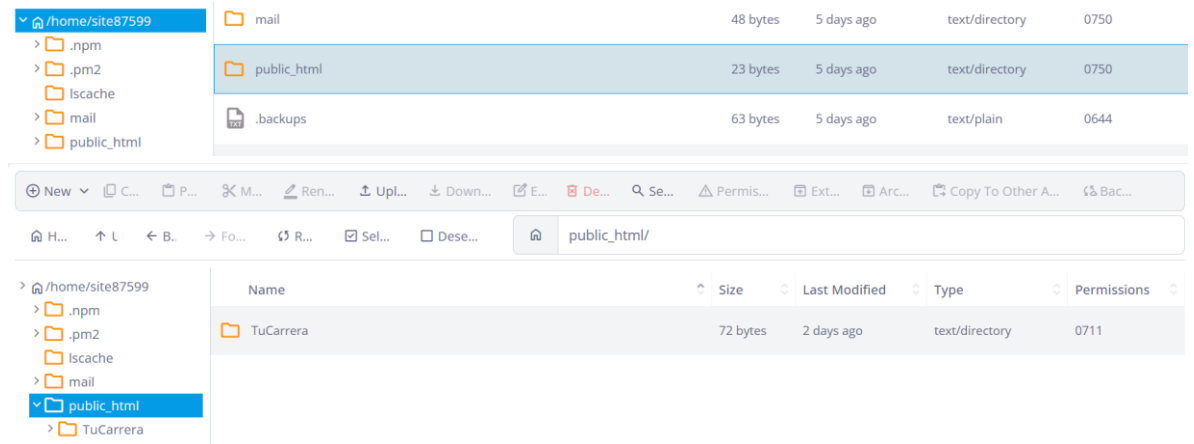 /home/site87599
.npm
.pm2
lscache
mail
public_html
mail 48 bytes 5 days ago text/directory 0750
public_html 23 bytes 5 days ago text/directory 0750
TXT .backups 63 bytes 5 days ago text/plain 0644
New C... P... M... Ren... Upl... Down... E... De... Se... Permis... Ext... Arc... Copy To Other A... Bac...
H... U B.. Fo... R... Sel... Dese... public_html/
/home/site87599
.npm
.pm2
lscache
mail
public_html
TuCarrera
Name Size Last Modified Type Permissions
TuCarrera 72 bytes 2 days ago text/directory 0711